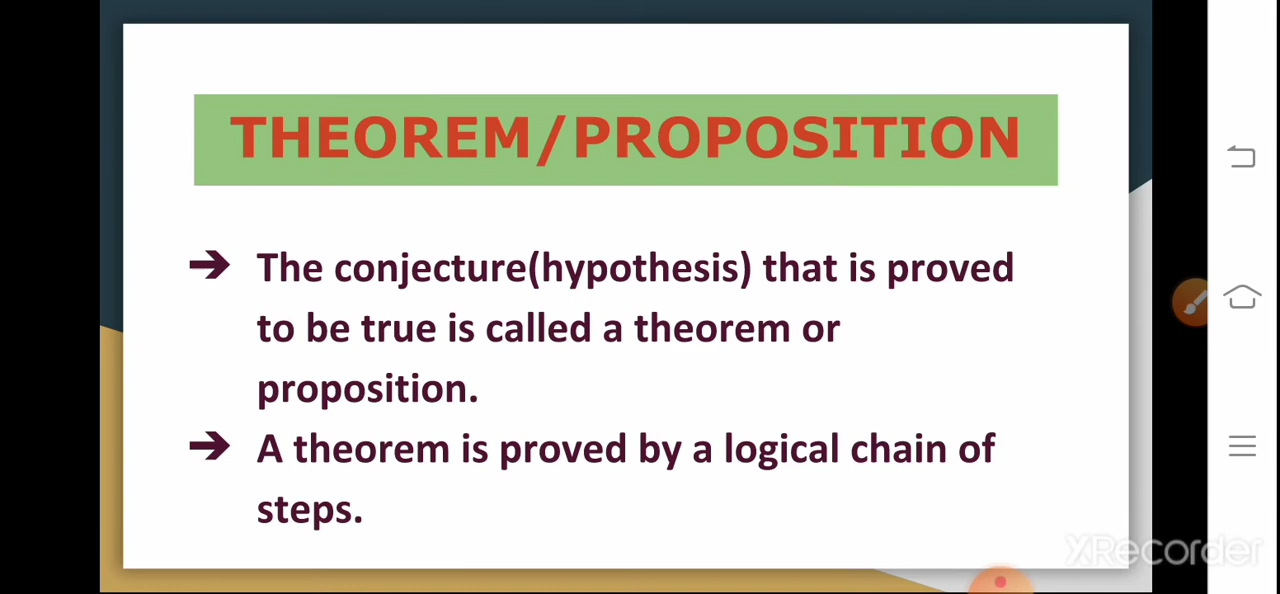 THEOREM/PROPOSITION
➔ The conjecture(hypothesis) that is proved
to be true is called a theorem or
proposition.
➔ A theorem is proved by a logical chain of
steps.
XRecorder